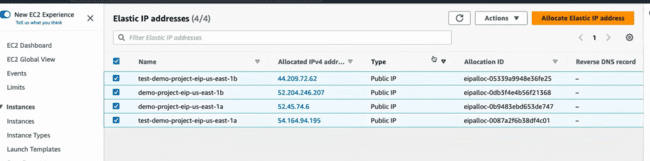 New EC2 Experience
Tell us what you think
EC2 Dashboard
EC2 Global View
Events
Limits
Instances
Instances
Instance Types
Launch Templates
Elastic IP addresses (4/4)
Actions
Allocate Elastic IP address
Filter Elastic IP addresses
1
Name Allocated IPv4 addr... Type Allocation ID Reverse DNS record
test-demo-project-eip-us-east-1b 44.209.72.62 Public IP eipalloc-05339a9948e36fe25 –
demo-project-eip-us-east-1b 52.204.246.207 Public IP eipalloc-0db3f4e4b56f21368 –
demo-project-eip-us-east-1a 52.45.74.6 Public IP eipalloc-0b9483ebd653de747 –
test-demo-project-eip-us-east-1a 54.164.94.195 Public IP eipalloc-0087a2f6b38df4c01 –